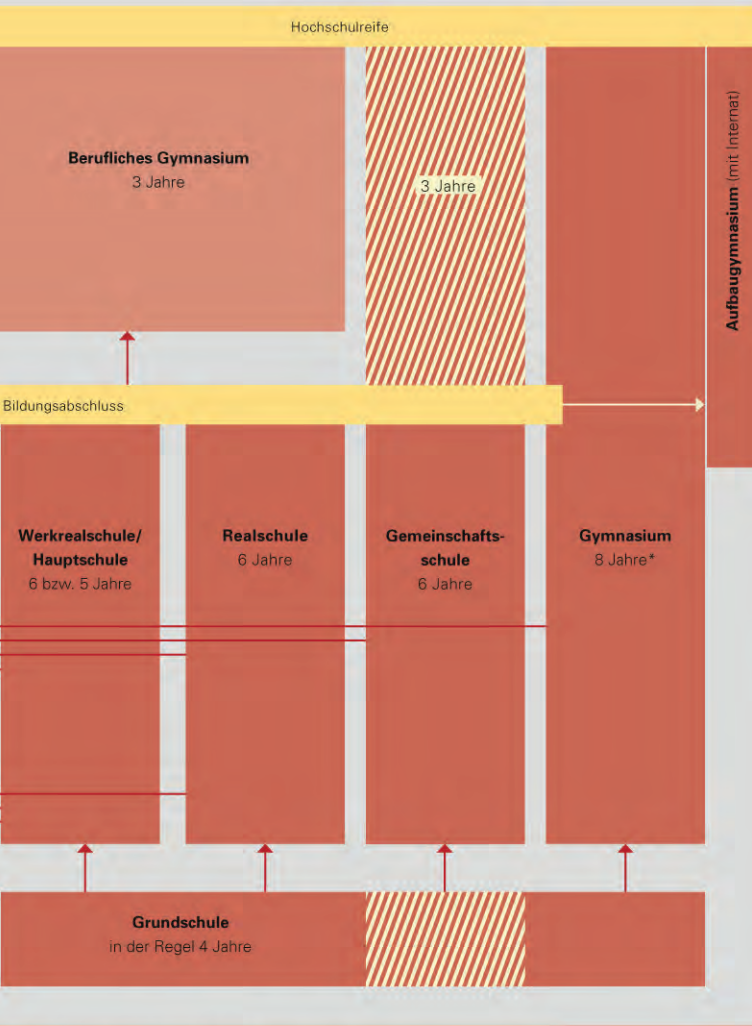 Hochschulreife
Berufliches Gymnasium
3 Jahre
3 Jahre
Aufbaugymnasium (mit Internat)
Bildungsabschluss
Werkrealschule/
Hauptschule
6 bzw. 5 Jahre
Realschule
6 Jahre
Gemeinschafts-
schule
6 Jahre
Gymnasium
8 Jahre*
Grundschule
in der Regel 4 Jahre